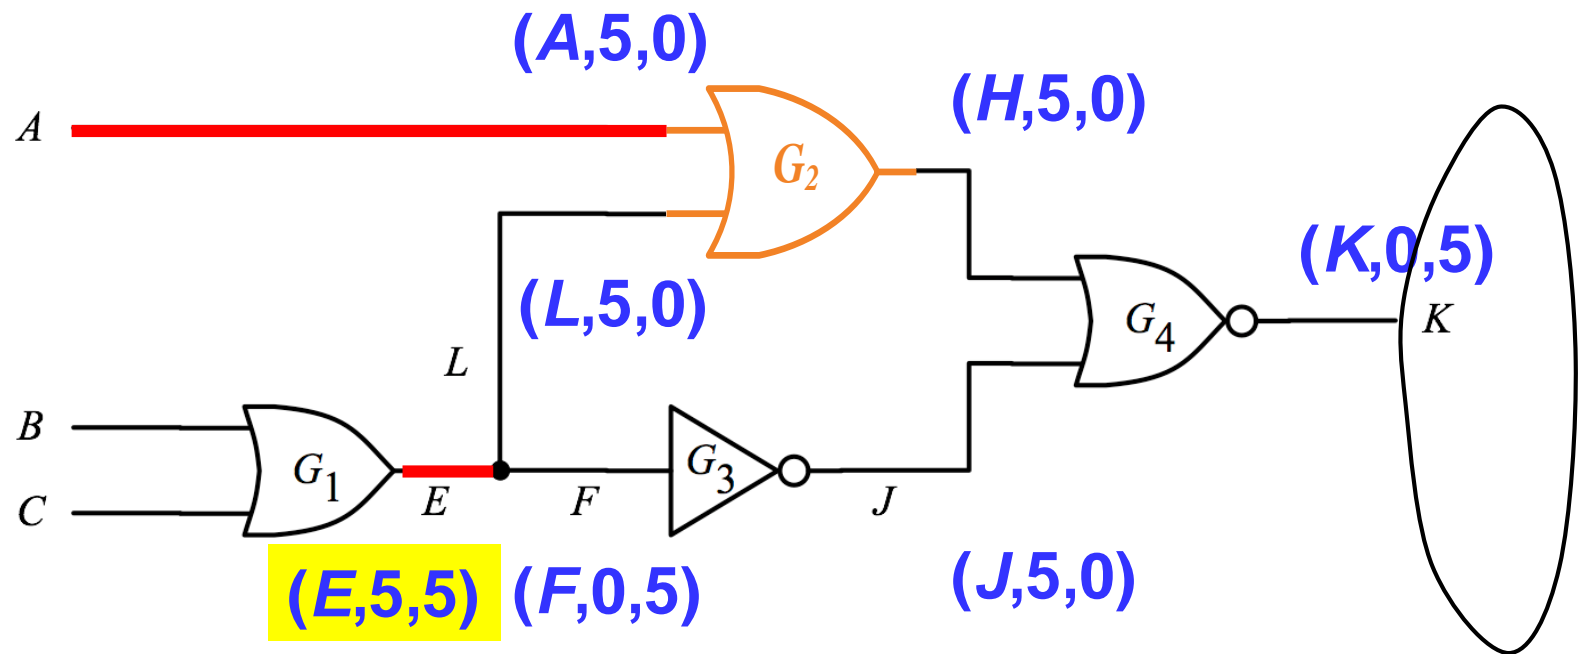 (A,5,0)
A
G2
(H,5,0)
(K,0,5)
(L,5,0)
G4
K
L
B
G1
G3
C
E
F
J
(E,5,5)
(F,0,5)
(J,5,0)